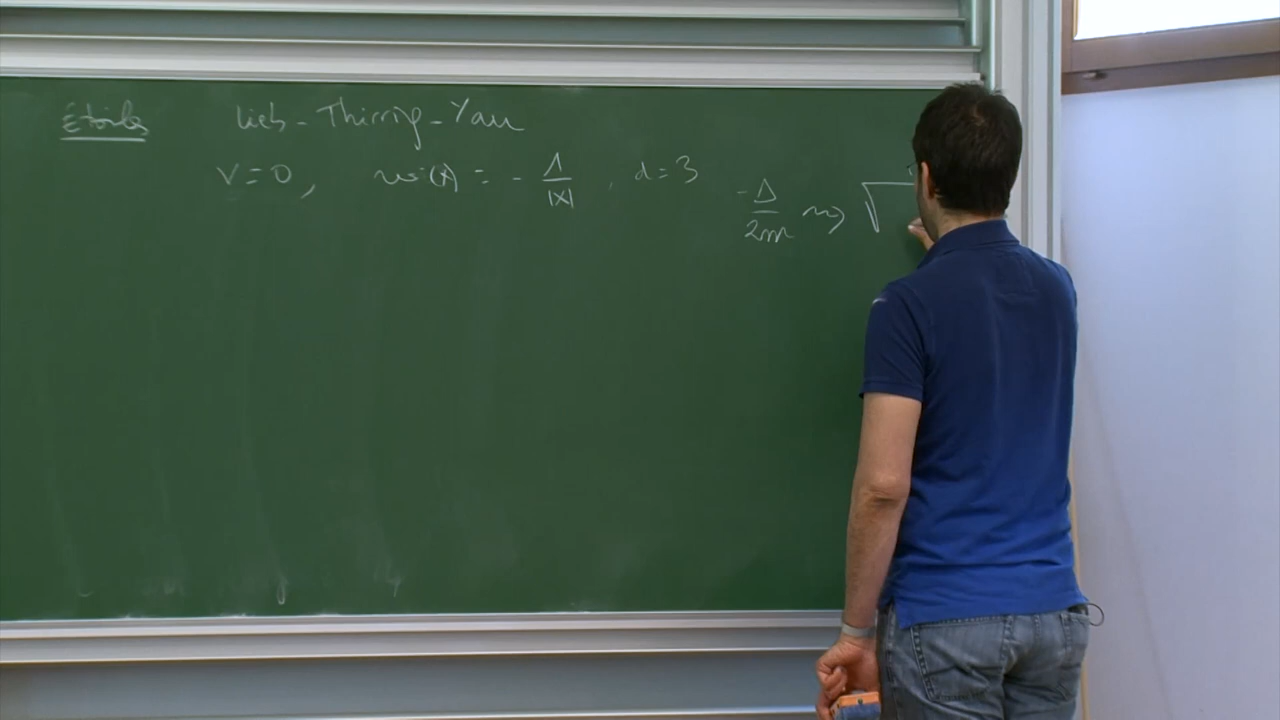 Étoiles Lieb - Thirring - Yau
V = 0, w(x) = - 1/|x|, d = 3 -Δ/2m ⇝ √